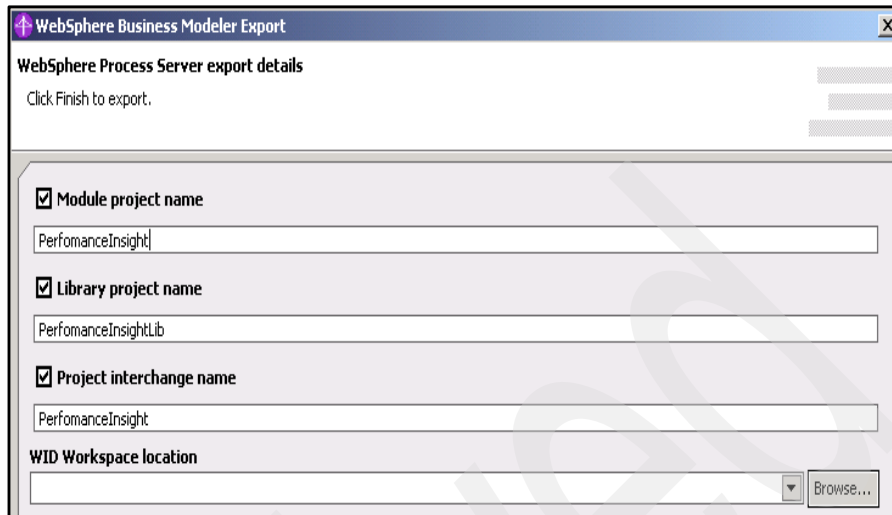 WebSphere Business Modeler Export
WebSphere Process Server export details
Click Finish to export.
Module project name
PerfomanceInsight
Library project name
PerfomanceInsightLib
Project interchange name
PerfomanceInsight
WID Workspace location
Browse...